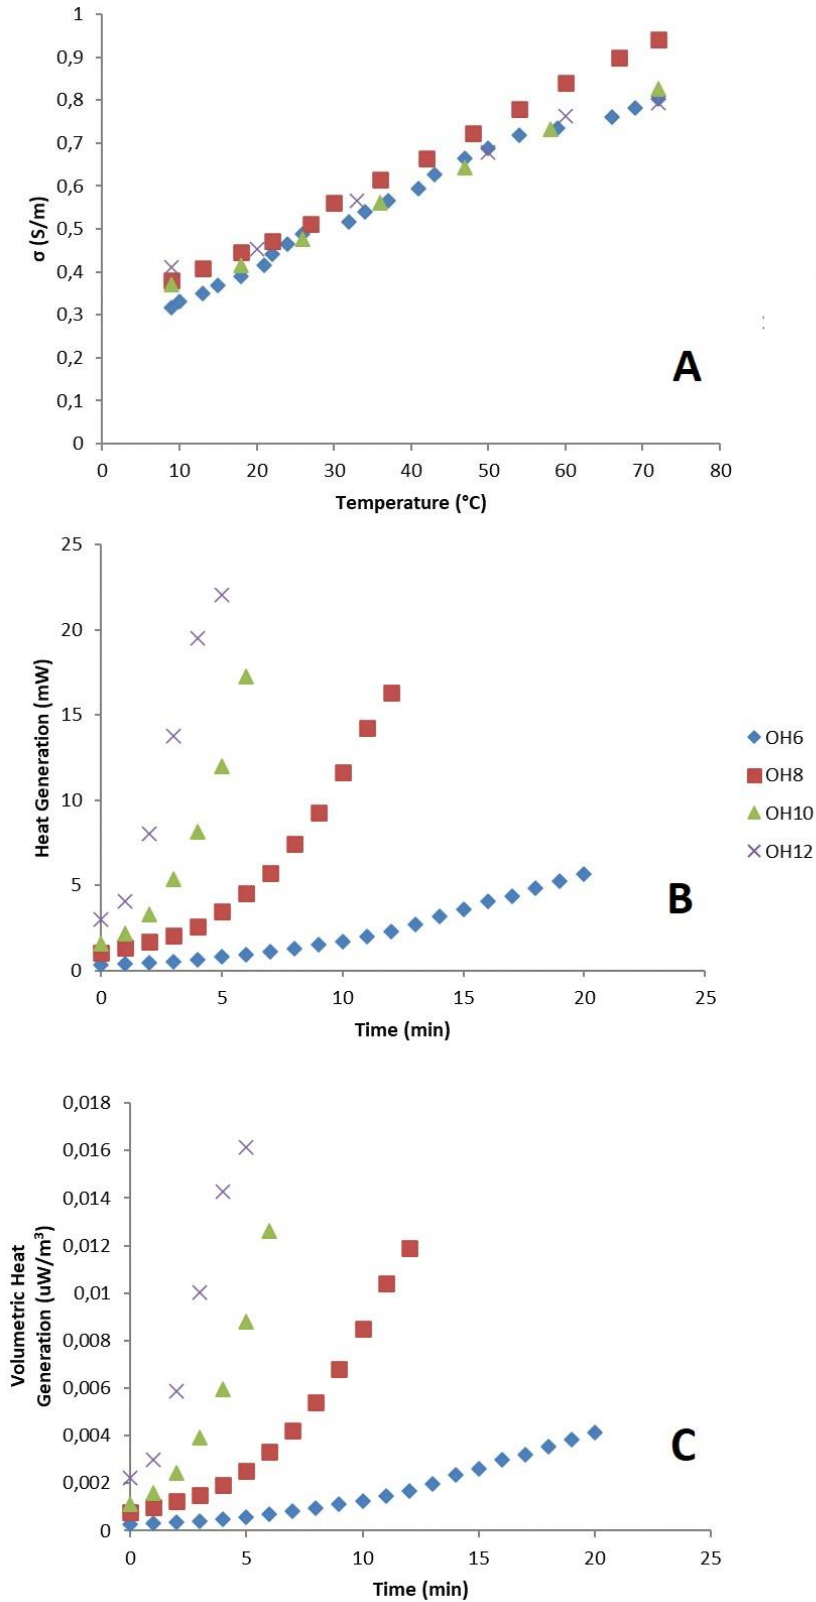 1
0,9
0,8
0,7
0,6
0,5
0,4
0,3
0,2
0,1
0
σ (S/m)
A
0 10 20 30 40 50 60 70 80
Temperature (°C)
25
20
15
10
5
0
Heat Generation (mW)
OH6
OH8
OH10
OH12
B
0 5 10 15 20 25
Time (min)
0,018
0,016
0,014
0,012
0,01
0,008
0,006
0,004
0,002
0
Volumetric Heat
Generation (uW/m³)
C
0 5 10 15 20 25
Time (min)